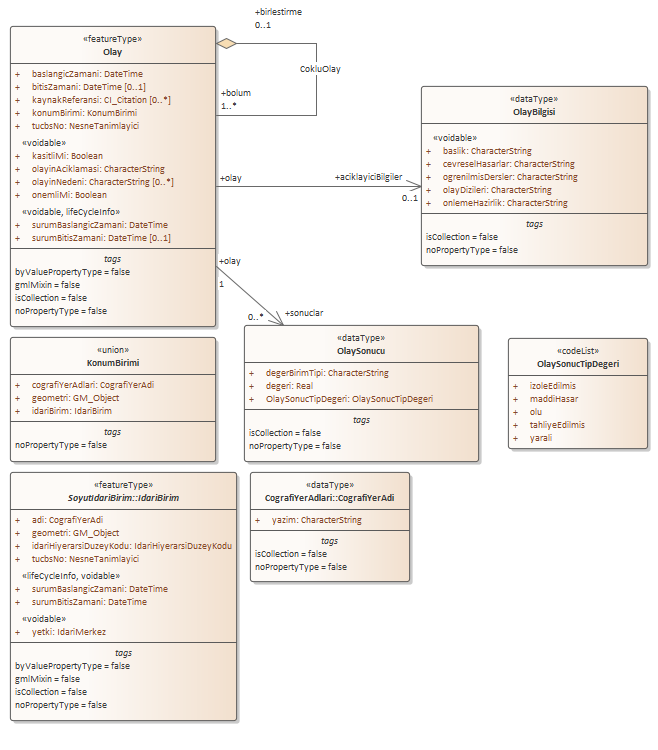 «featureType»
Olay
+ baslangicZamani: DateTime
+ bitisZamani: DateTime [0..1]
+ kaynakReferansi: CI_Citation [0..*]
+ konumBirimi: KonumBirimi
+ tucbsNo: NesneTanimlayici
«voidable»
+ kasitliMi: Boolean
+ olayinAciklamasi: CharacterString
+ olayinNedeni: CharacterString [0..*]
+ onemliMi: Boolean
«voidable, lifeCycleInfo»
+ surumBaslangicZamani: DateTime
+ surumBitisZamani: DateTime [0..1]
tags
byValuePropertyType = false
gmlMixin = false
isCollection = false
noPropertyType = false
+birlestirme
0..1
CokluOlay
+bolum
1..*
+olay
+aciklayiciBilgiler
0..1
«dataType»
OlayBilgisi
«voidable»
+ baslik: CharacterString
+ cevreselHasarlar: CharacterString
+ ogrenilmisDersler: CharacterString
+ olayDizileri: CharacterString
+ onlemeHazirlik: CharacterString
tags
isCollection = false
noPropertyType = false
+olay
1
0..*
+sonuclar
«union»
KonumBirimi
+ cografiYerAdlari: CografiYerAdi
+ geometri: GM_Object
+ idariBirim: IdariBirim
tags
noPropertyType = false
«dataType»
OlaySonucu
+ degerBirimTipi: CharacterString
+ degeri: Real
+ OlaySonucTipDegeri: OlaySonucTipDegeri
tags
isCollection = false
noPropertyType = false
«codeList»
OlaySonucTipDegeri
+ izoleEdilmis
+ maddiHasar
+ olu
+ tahliyeEdilmis
+ yarali
«featureType»
SoyutIdariBirim::IdariBirim
+ adi: CografiYerAdi
+ geometri: GM_Object
+ idariHiyerarsiDuzeyKodu: IdariHiyerarsiDuzeyKodu
+ tucbsNo: NesneTanimlayici
«lifeCycleInfo, voidable»
+ surumBaslangicZamani: DateTime
+ surumBitisZamani: DateTime
«voidable»
+ yetki: IdariMerkez
tags
byValuePropertyType = false
gmlMixin = false
isCollection = false
noPropertyType = false
«dataType»
CografiYerAdlari::CografiYerAdi
+ yazim: CharacterString
tags
isCollection = false
noPropertyType = false